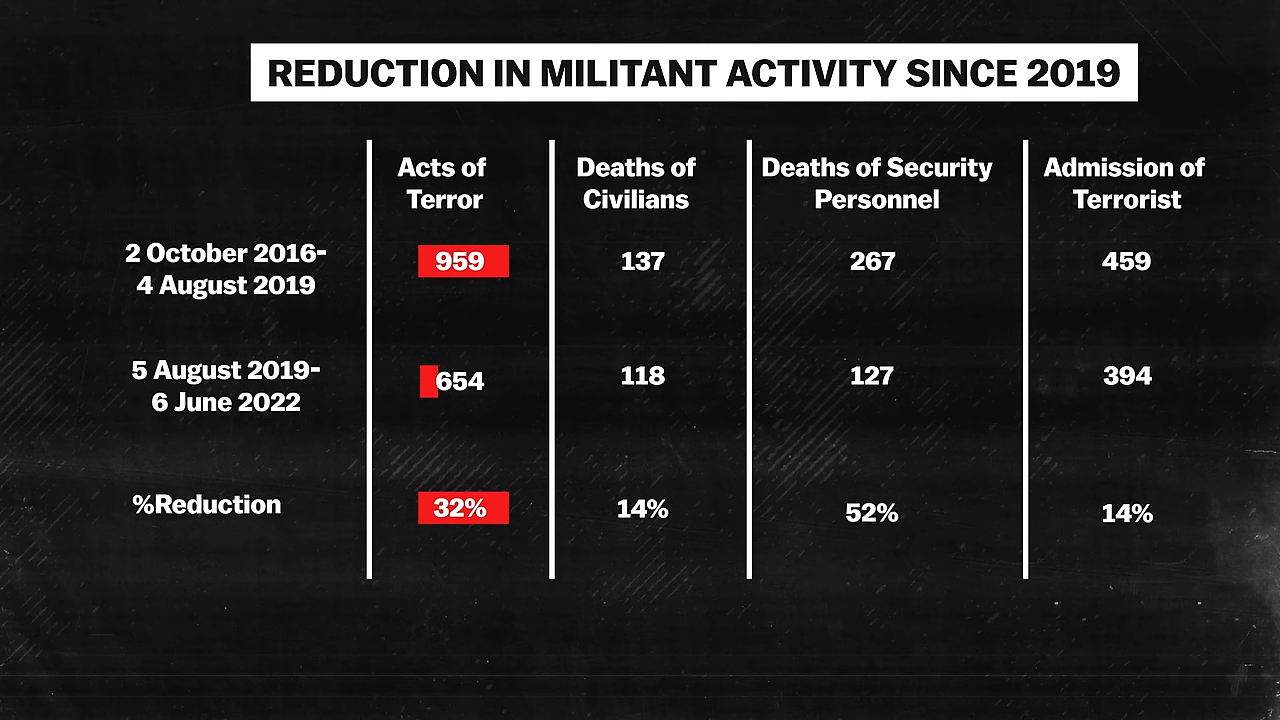 REDUCTION IN MILITANT ACTIVITY SINCE 2019
Acts of
Terror
Deaths of
Civilians
Deaths of Security
Personnel
Admission of
Terrorist
2 October 2016-
4 August 2019
959
137
267
459
5 August 2019-
6 June 2022
654
118
127
394
%Reduction
32%
14%
52%
14%